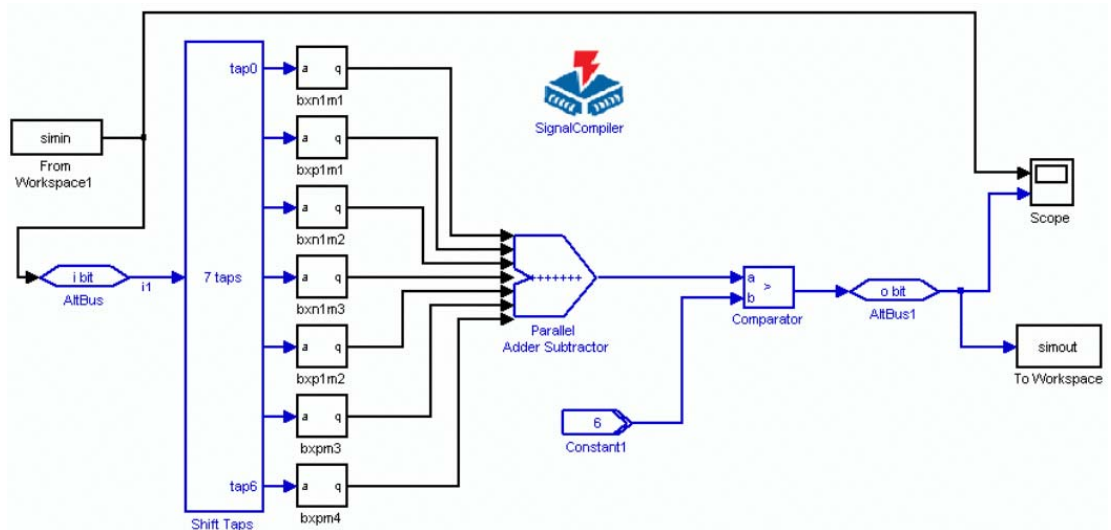 tap0
a q
bxn1m1
SignalCompiler
simin
From
Workspace1
a q
bxp1m1
Scope
a q
bxn1m2
i bit
AltBus
i1
7 taps
a q
bxn1m3
+++++++
Parallel
Adder Subtractor
a
b
>
Comparator
o bit
AltBus1
a q
bxp1m2
simout
To Workspace
a q
bxpm3
6
Constant1
tap6
a q
bxpm4
Shift Taps